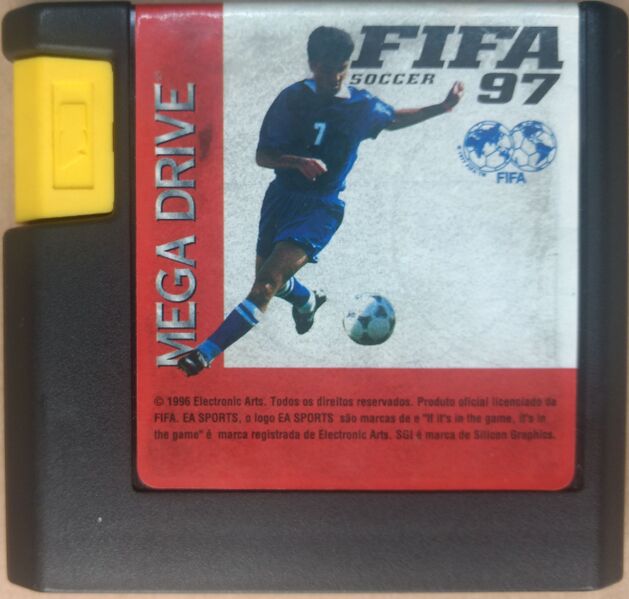 FIFA
SOCCER 97
7
FIFA
MEGA DRIVE
© 1996 Electronic Arts. Todos os direitos reservados. Produto oficial licenciado da
FIFA. EA SPORTS, o logo EA SPORTS são marcas de e "If it's in the game, it's in
the game" é marca registrada de Electronic Arts. SGI é marca de Silicon Graphics.